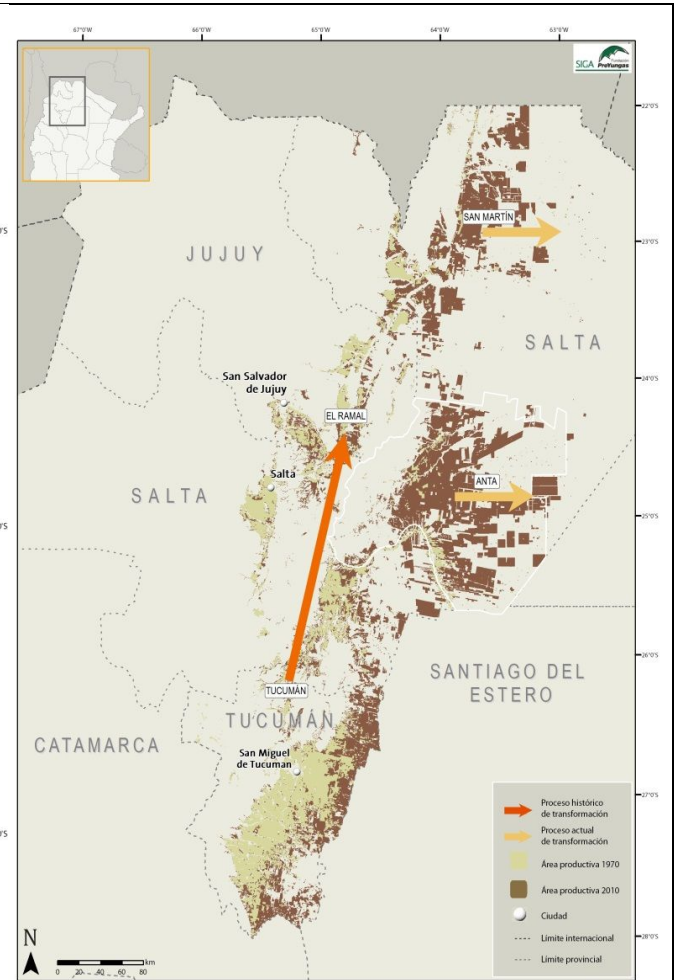 67°0'W 66°0'W 65°0'W 64°0'W 63°0'W
SIGA Fundación
ProYungas
22°0'S
SAN MARTÍN
23°0'S
JUJUY
SALTA
24°0'S
San Salvador
de Jujuy
EL RAMAL
Salta
ANTA
SALTA
25°0'S
26°0'S
SANTIAGO DEL
ESTERO
TUCUMÁN
TUCUMÁN
CATAMARCA
San Miguel
de Tucuman
27°0'S
Proceso histórico
de transformación
Proceso actual
de transformación
Área productiva 1970
Área productiva 2010
Ciudad
Límite internacional
Límite provincial
28°0'S
N
km
0 20 40 60 80